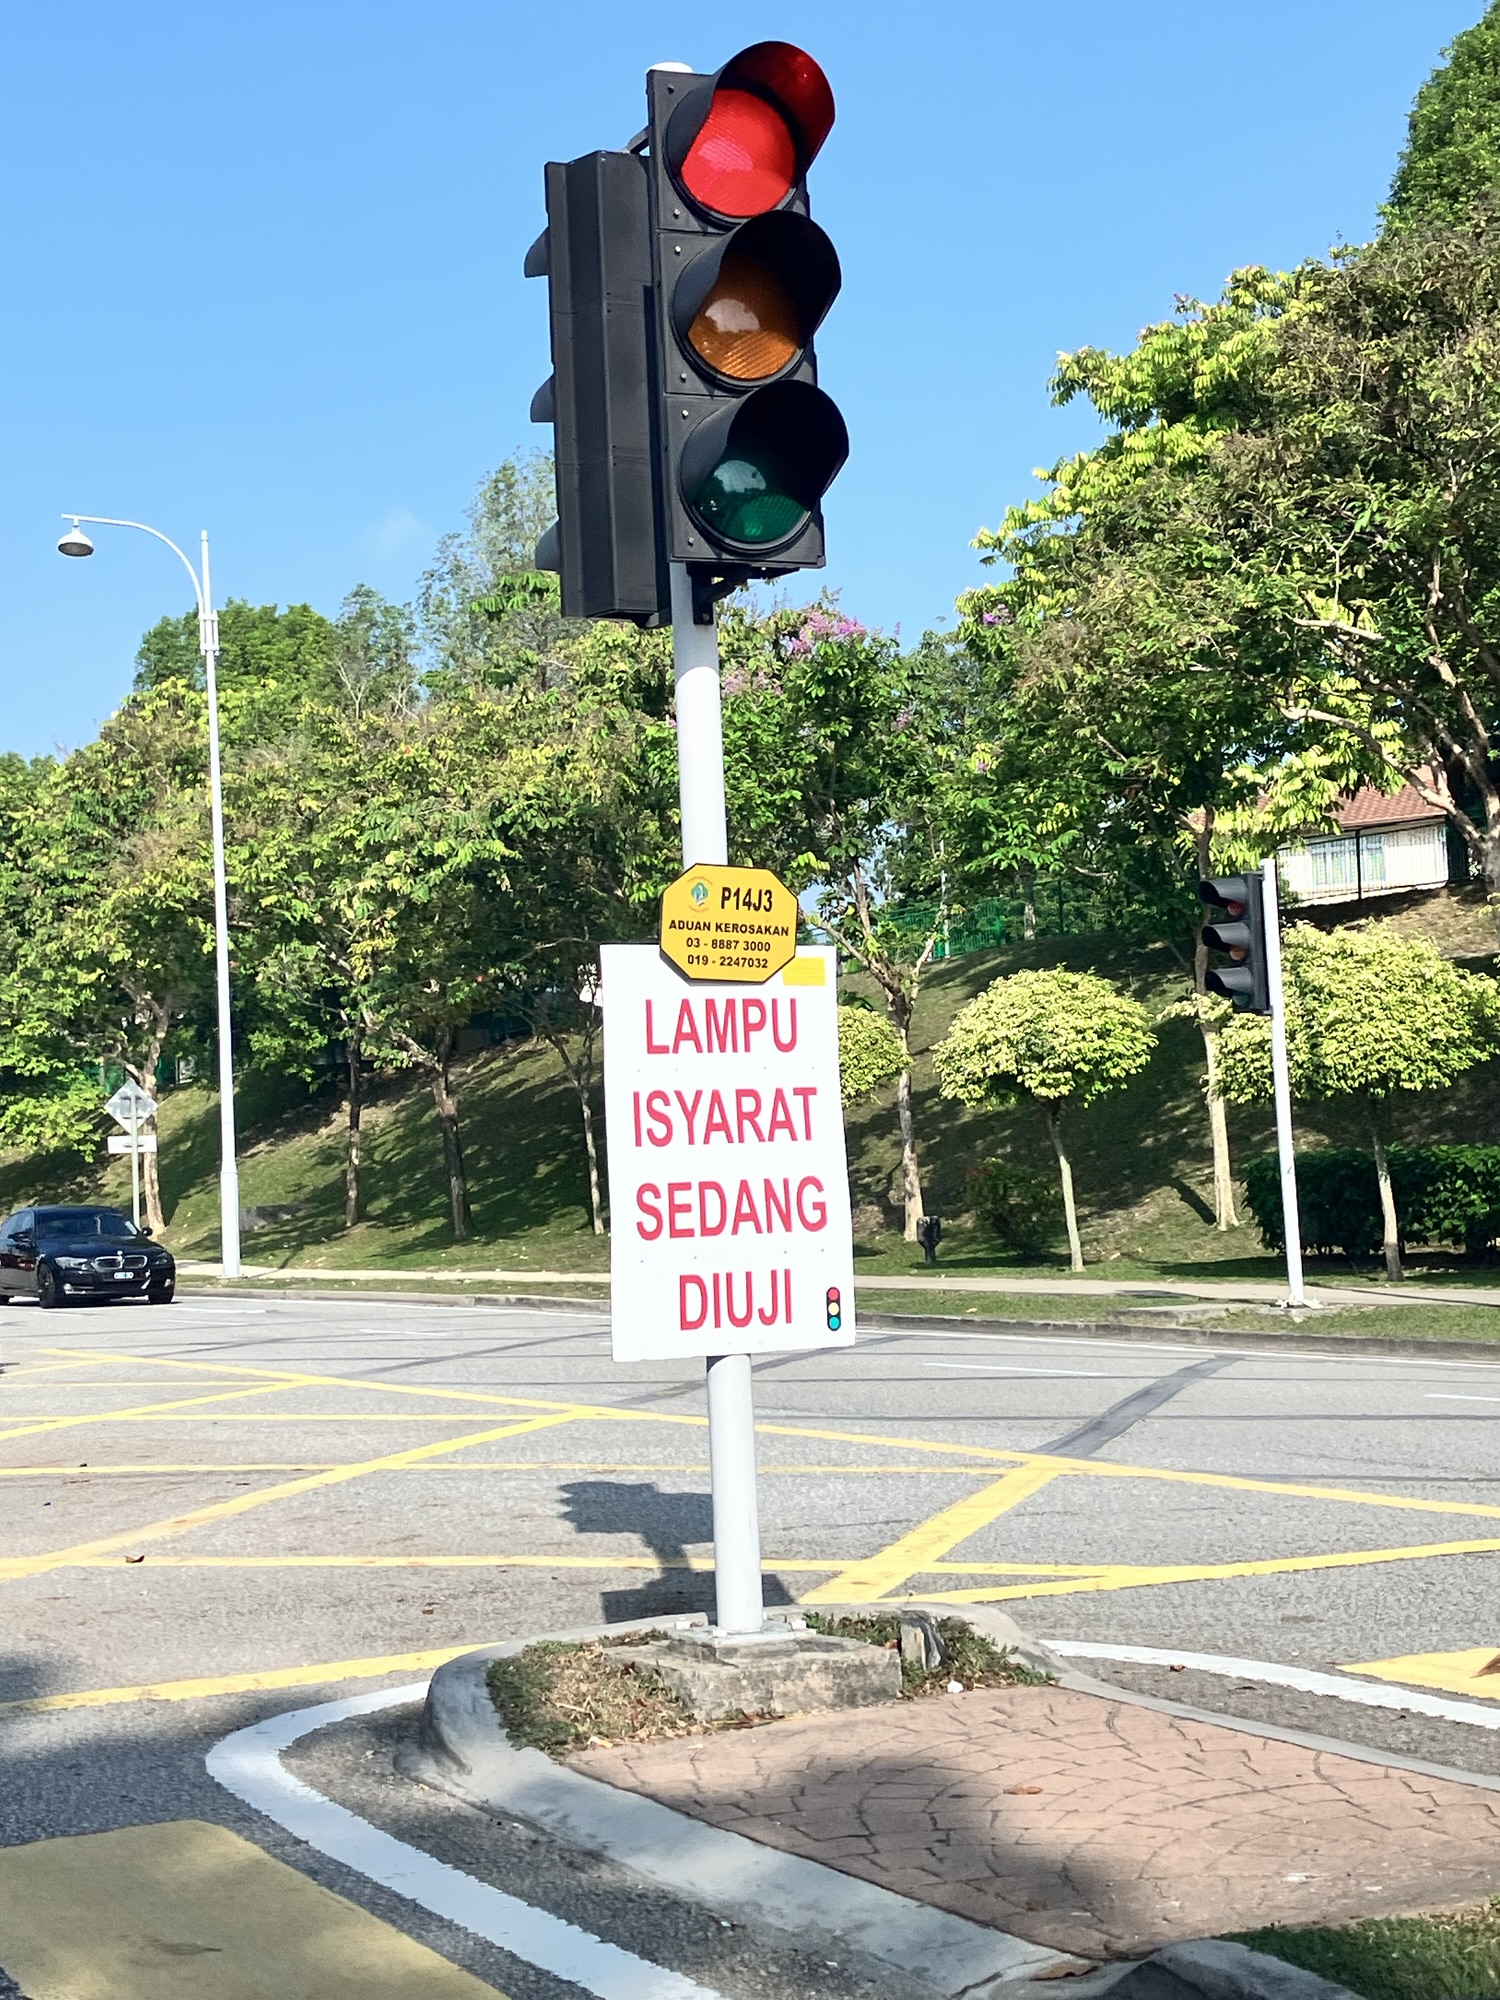 P14J3
ADUAN KEROSAKAN
03 - 8887 3000
019 - 2247032
LAMPU
ISYARAT
SEDANG
DIUJI